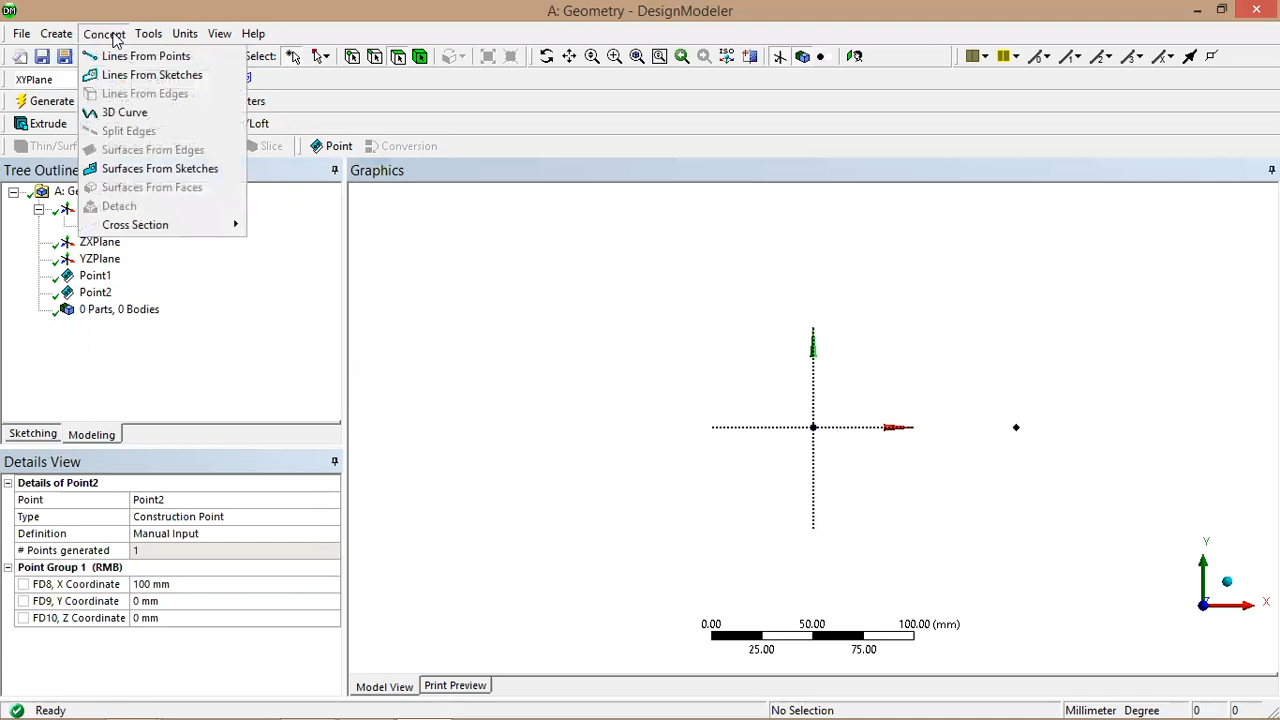 DM
A: Geometry - DesignModeler
File Create Concept Tools Units View Help
Select:
XYPlane
Generate
Extrude
/Loft
Thin/Surf
Slice
Point
Conversion
Lines From Points
Lines From Sketches
Lines From Edges
3D Curve
Split Edges
Surfaces From Edges
Surfaces From Sketches
Surfaces From Faces
Detach
Cross Section
Tree Outline
Graphics
ZXPlane
YZPlane
Point1
Point2
0 Parts, 0 Bodies
Sketching Modeling
Details View
Details of Point2
Point Point2
Type Construction Point
Definition Manual Input
# Points generated 1
Point Group 1 (RMB)
FD8, X Coordinate 100 mm
FD9, Y Coordinate 0 mm
FD10, Z Coordinate 0 mm
Y
X
Z
0.00 50.00 100.00 (mm)
25.00 75.00
Model View Print Preview
Ready No Selection Millimeter Degree 0 0